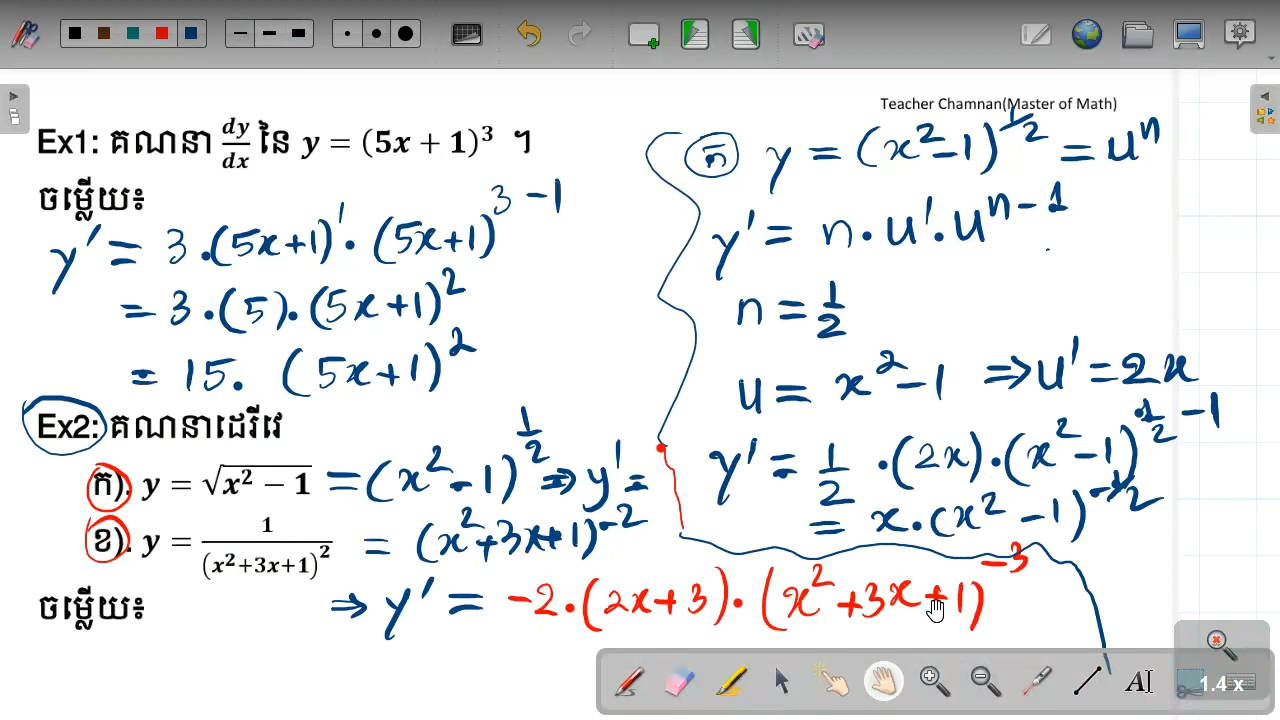 Teacher Chamnan(Master of Math)
Ex1: គណនា dy/dx នៃ y = (5x + 1)³ ។
ចម្លើយ៖
y' = 3 · (5x+1)' · (5x+1)^(3-1)
= 3 · (5) · (5x+1)²
= 15 · (5x+1)²
Ex2: គណនាដេរីវេ
ក). y = √(x² − 1) = (x² - 1)^(1/2) ⇒ y' =
ខ). y = 1/(x²+3x+1)² = (x²+3x+1)^(-2)
ចម្លើយ៖
⇒ y' = -2 · (2x+3) · (x²+3x+1)^(-3)
ក y = (x²-1)^(1/2) = u^n
y' = n · u' · u^(n-1)
n = 1/2
u = x² - 1 ⇒ u' = 2x
y' = 1/2 · (2x) · (x² - 1)^(1/2 - 1)
= x · (x² - 1)^(-1/2)
1.4 x